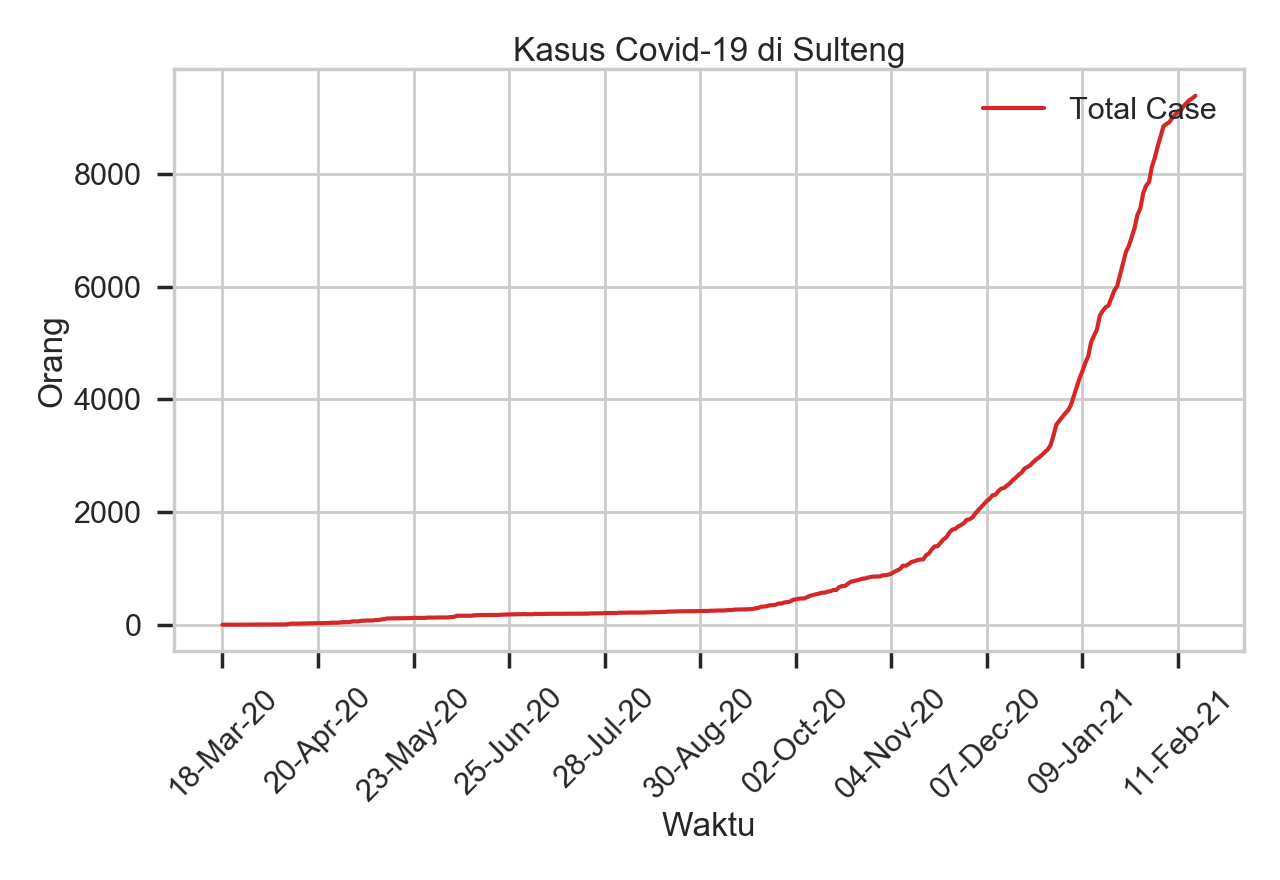 Kasus Covid-19 di Sulteng
Total Case
Orang
8000
6000
4000
2000
0
18-Mar-20
20-Apr-20
23-May-20
25-Jun-20
28-Jul-20
30-Aug-20
02-Oct-20
04-Nov-20
07-Dec-20
09-Jan-21
11-Feb-21
Waktu